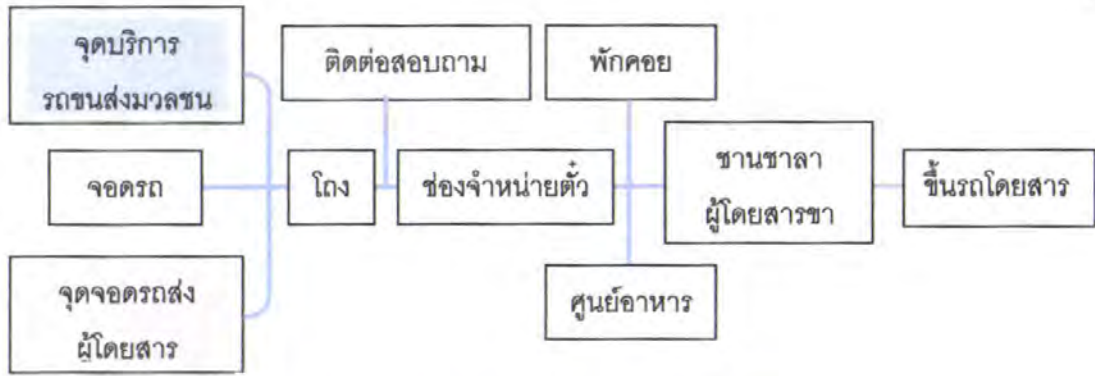 จุดบริการ
รถขนส่งมวลชน
ติดต่อสอบถาม
พักคอย
จอดรถ
โถง
ช่องจำหน่ายตั๋ว
ชานชาลา
ผู้โดยสารขา
ขึ้นรถโดยสาร
จุดจอดรถส่ง
ผู้โดยสาร
ศูนย์อาหาร